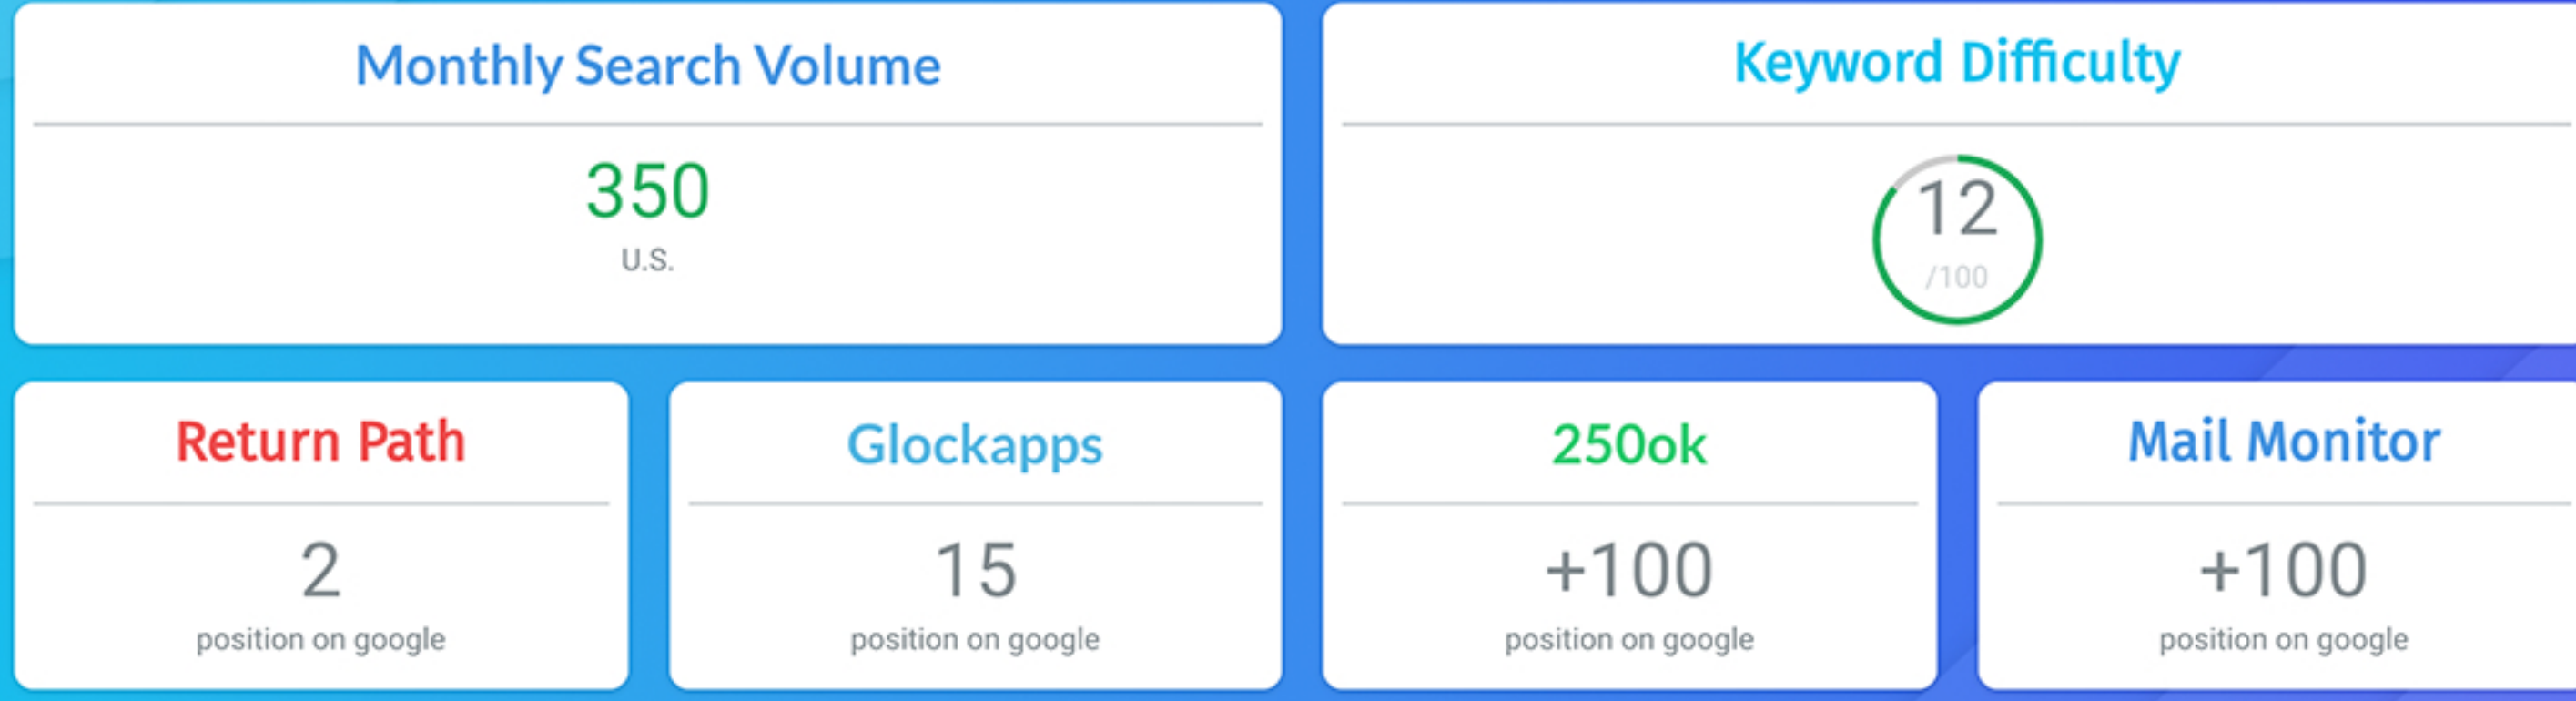 Monthly Search Volume
350
U.S.
Keyword Difficulty
12
/100
Return Path
2
position on google
Glockapps
15
position on google
250ok
+100
position on google
Mail Monitor
+100
position on google